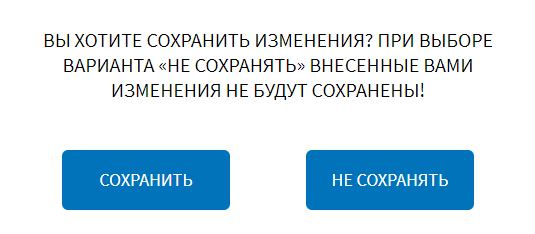 ВЫ ХОТИТЕ СОХРАНИТЬ ИЗМЕНЕНИЯ? ПРИ ВЫБОРЕ
ВАРИАНТА «НЕ СОХРАНЯТЬ» ВНЕСЕННЫЕ ВАМИ
ИЗМЕНЕНИЯ НЕ БУДУТ СОХРАНЕНЫ!
СОХРАНИТЬ
НЕ СОХРАНЯТЬ